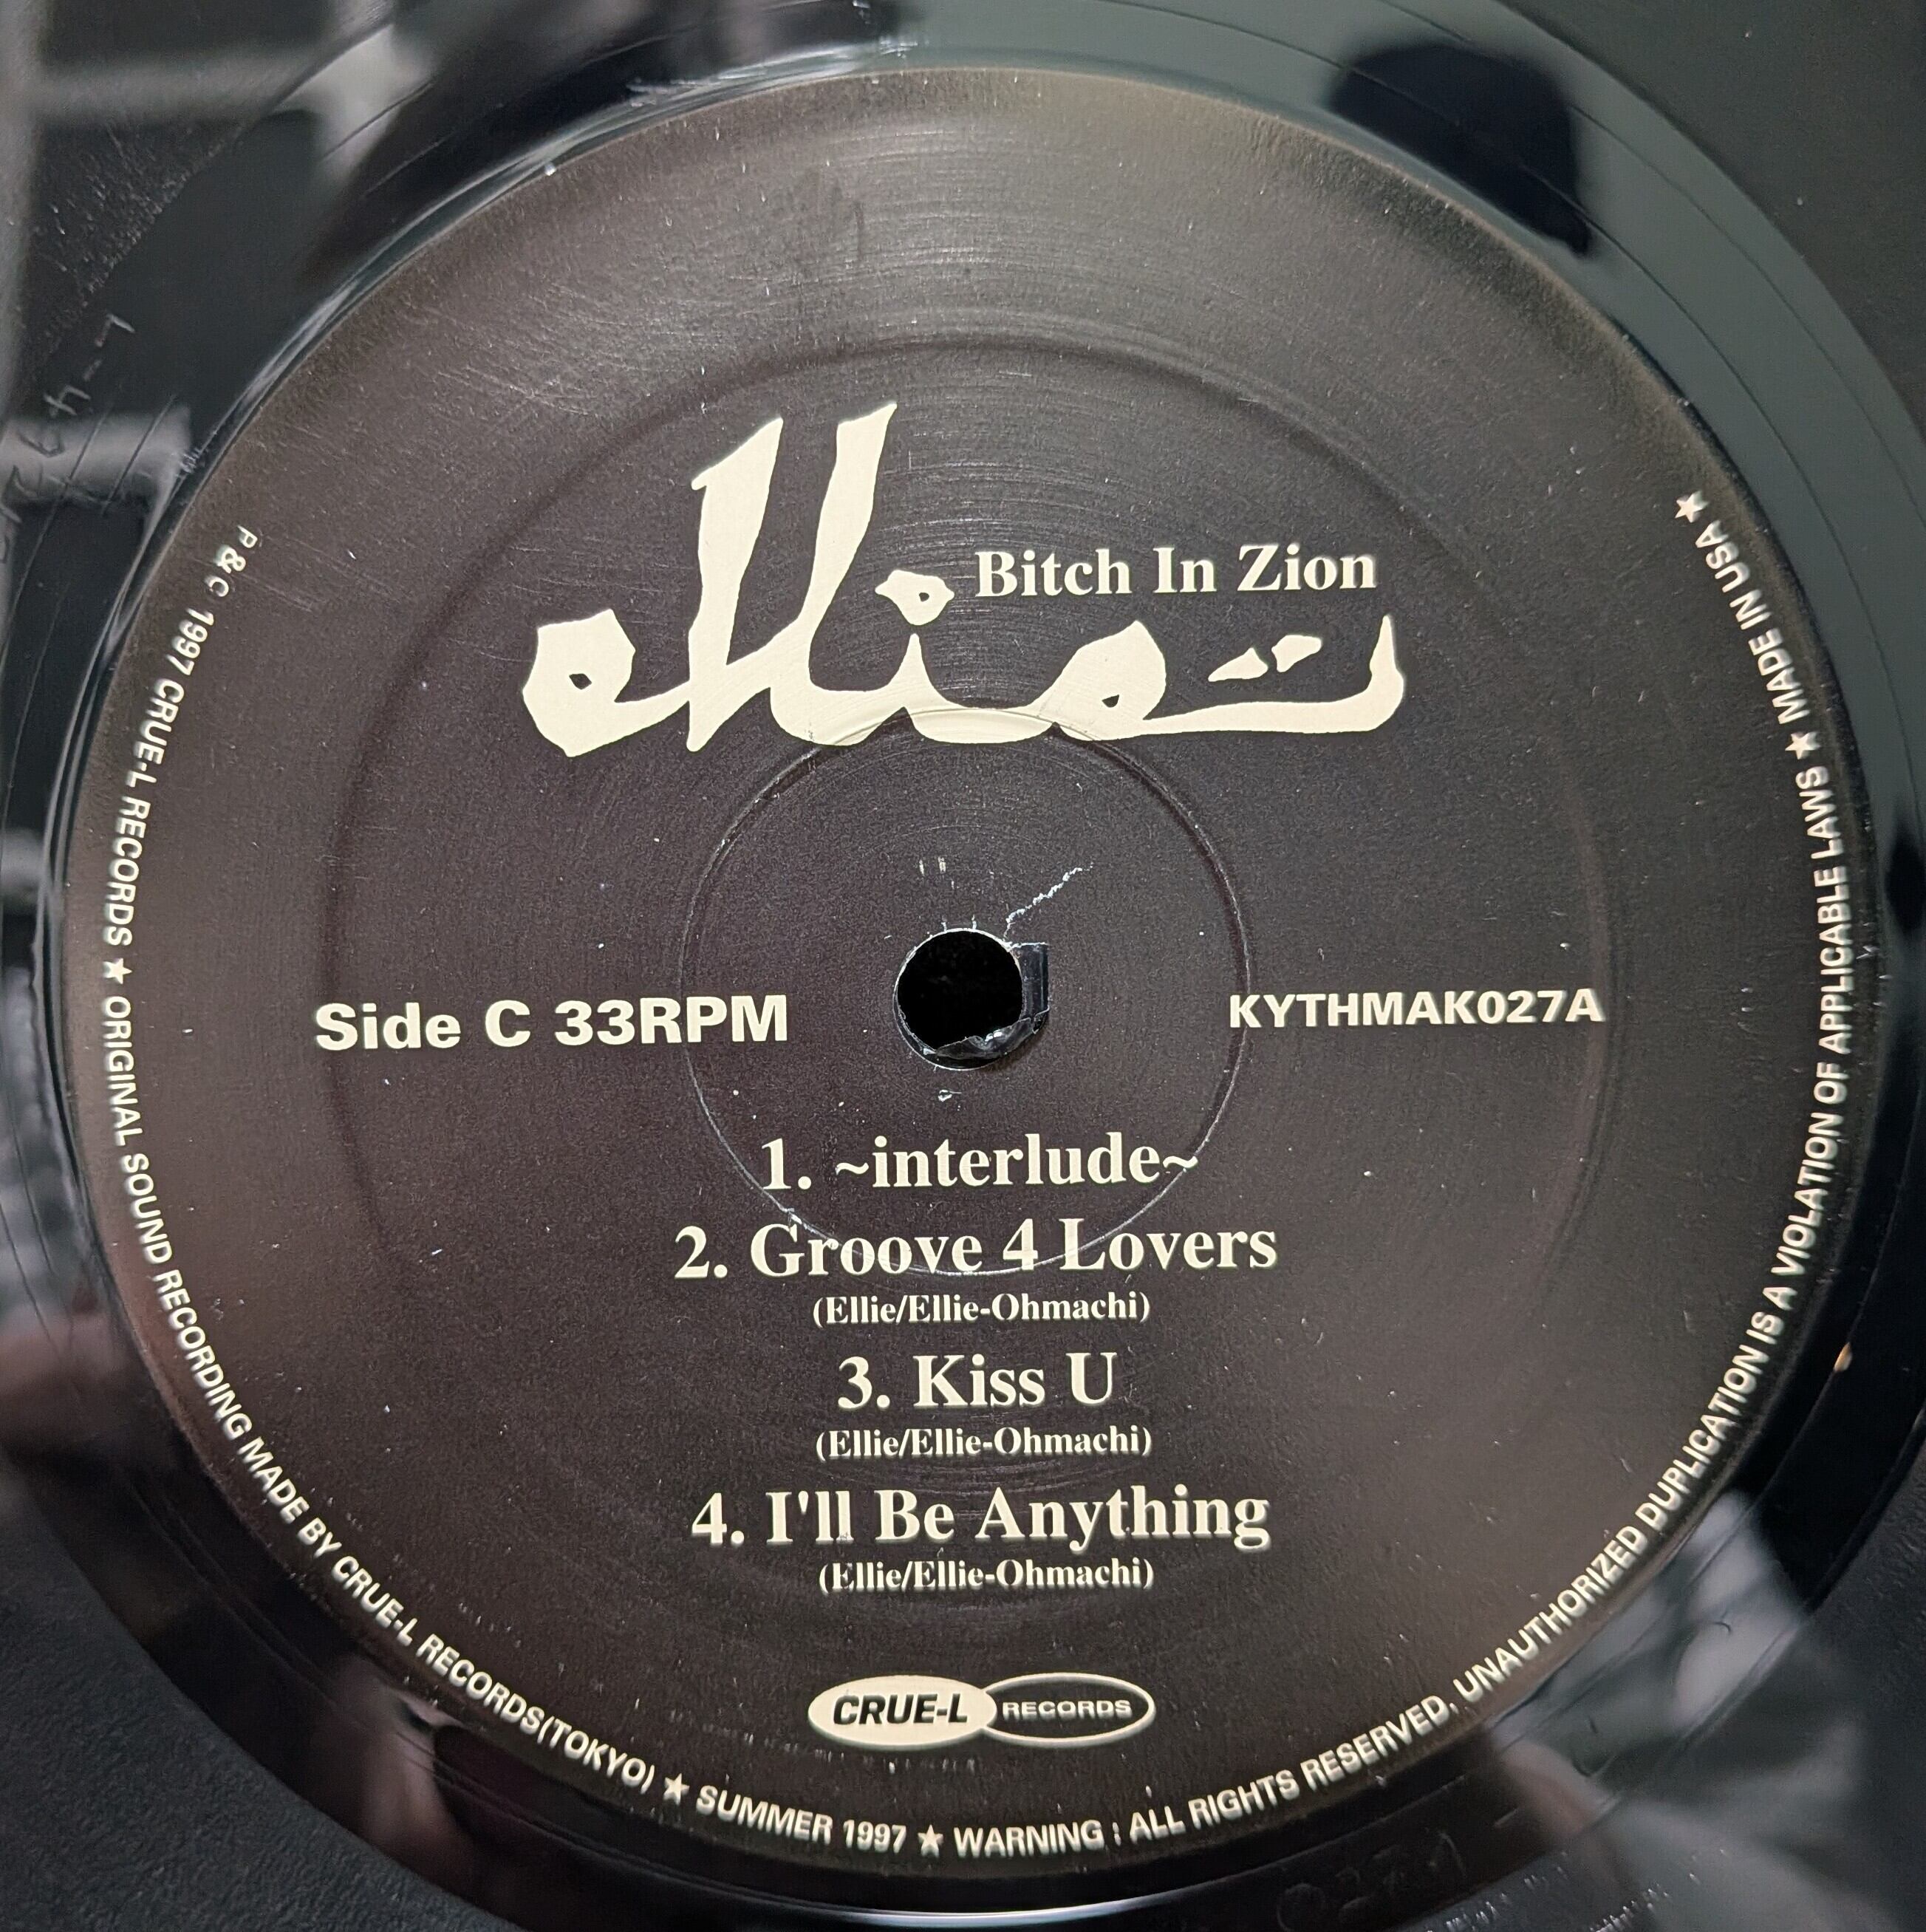 ellie
Bitch In Zion
Side C 33RPM
KYTHMAK027A
1. ~interlude~
2. Groove 4 Lovers
(Ellie/Ellie-Ohmachi)
3. Kiss U
(Ellie/Ellie-Ohmachi)
4. I'll Be Anything
(Ellie/Ellie-Ohmachi)
CRUE-L RECORDS
P & C 1997 CRUE-L RECORDS ★ ORIGINAL SOUND RECORDING MADE BY CRUE-L RECORDS(TOKYO) ★ SUMMER 1997 ★ WARNING : ALL RIGHTS RESERVED. UNAUTHORIZED DUPLICATION IS A VIOLATION OF APPLICABLE LAWS ★ MADE IN USA ★